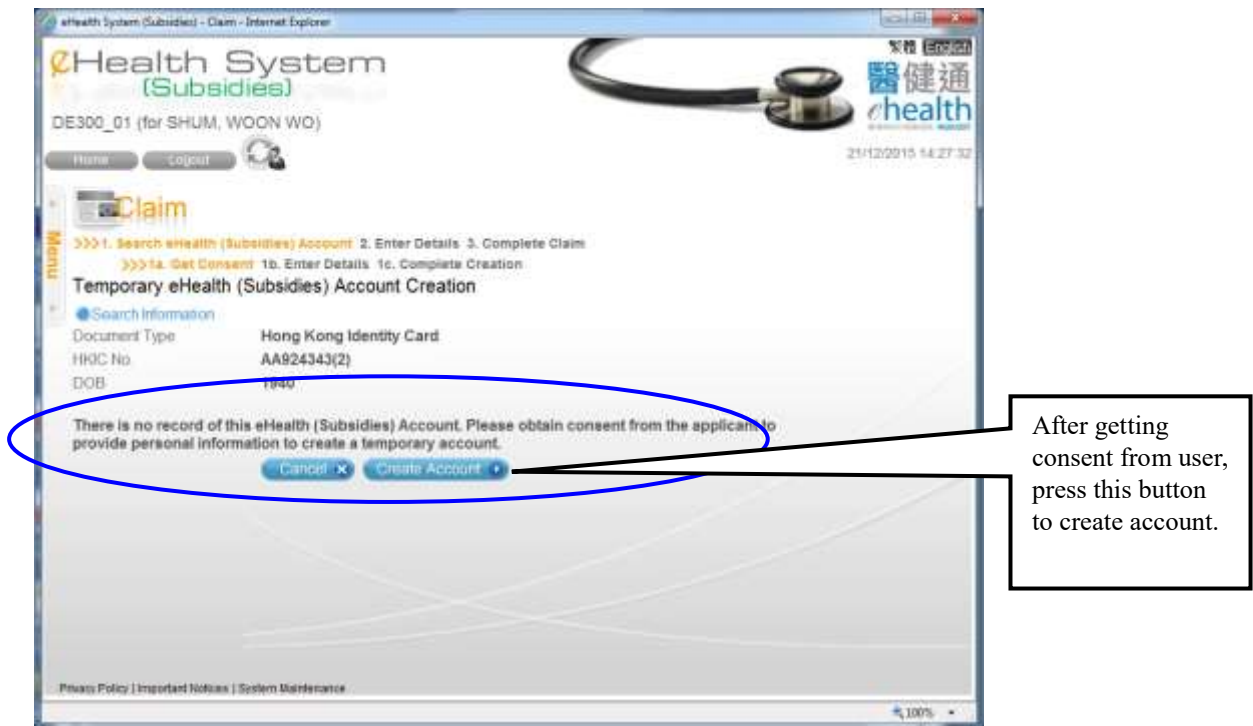 eHealth System (Subsidies) - Claim - Internet Explorer
eHealth System
(Subsidies)
繁體 English
醫健通
ehealth
DE300_01 (for SHUM, WOON WO)
Home Logout
21/12/2015 14:27:32
Claim
Menu
>>>1. Search eHealth (Subsidies) Account 2. Enter Details 3. Complete Claim
>>>1a. Get Consent 1b. Enter Details 1c. Complete Creation
Temporary eHealth (Subsidies) Account Creation
Search Information
Document Type Hong Kong Identity Card
HKIC No. AA924343(2)
DOB 1940
There is no record of this eHealth (Subsidies) Account. Please obtain consent from the applicant to
provide personal information to create a temporary account.
Cancel Create Account
After getting
consent from user,
press this button
to create account.
Privacy Policy | Important Notices | System Maintenance
100%